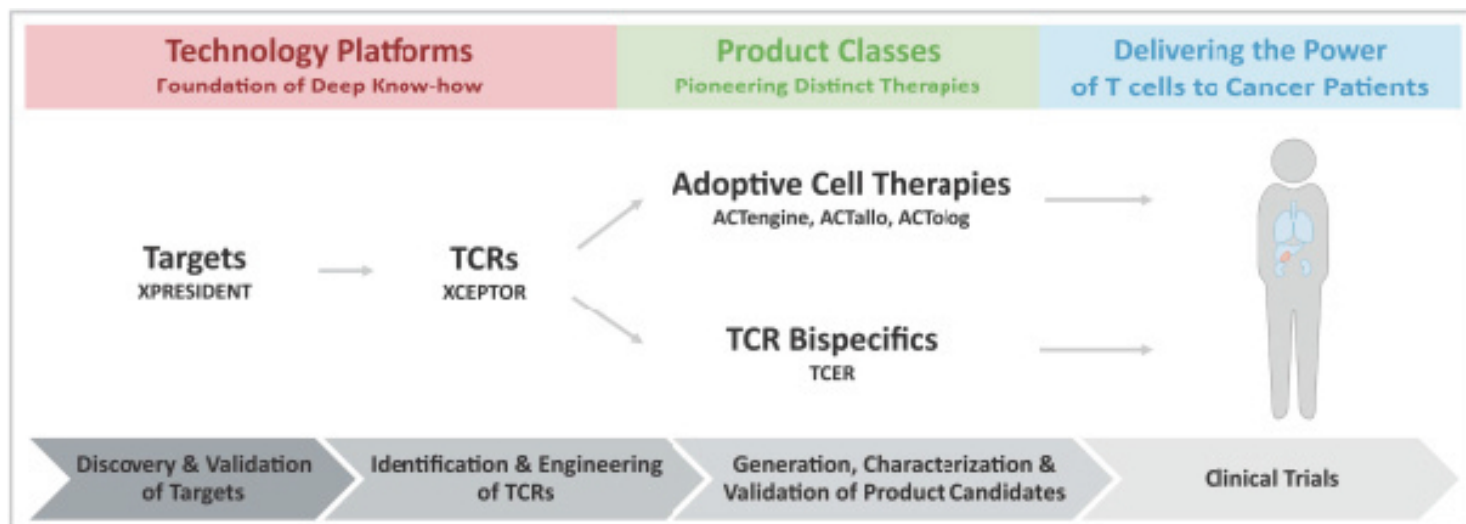 Technology Platforms
Foundation of Deep Know-how
Product Classes
Pioneering Distinct Therapies
Delivering the Power
of T cells to Cancer Patients
Adoptive Cell Therapies
ACTengine, ACTallo, ACTolog
Targets
XPRESIDENT
TCRs
XCEPTOR
TCR Bispecifics
TCER
Discovery & Validation
of Targets
Identification & Engineering
of TCRs
Generation, Characterization &
Validation of Product Candidates
Clinical Trials